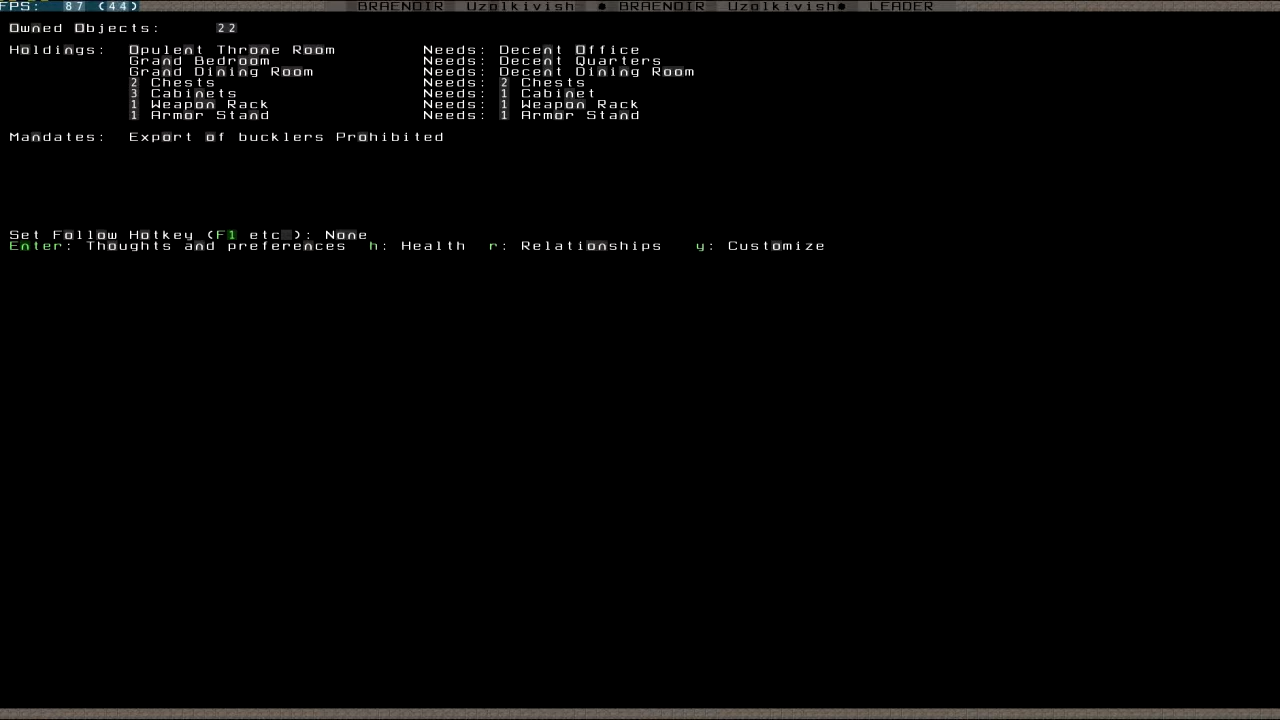 FPS: 87 (44) BRAENDIR Uzolkivish ● BRAENDIR Uzolkivish● LEADER
Owned Objects: 22
Holdings: Opulent Throne Room Needs: Decent Office
Grand Bedroom Needs: Decent Quarters
Grand Dining Room Needs: Decent Dining Room
2 Chests Needs: 2 Chests
3 Cabinets Needs: 1 Cabinet
1 Weapon Rack Needs: 1 Weapon Rack
1 Armor Stand Needs: 1 Armor Stand
Mandates: Export of bucklers Prohibited
Set Follow Hotkey (F1 etc.): None
Enter: Thoughts and preferences h: Health r: Relationships y: Customize